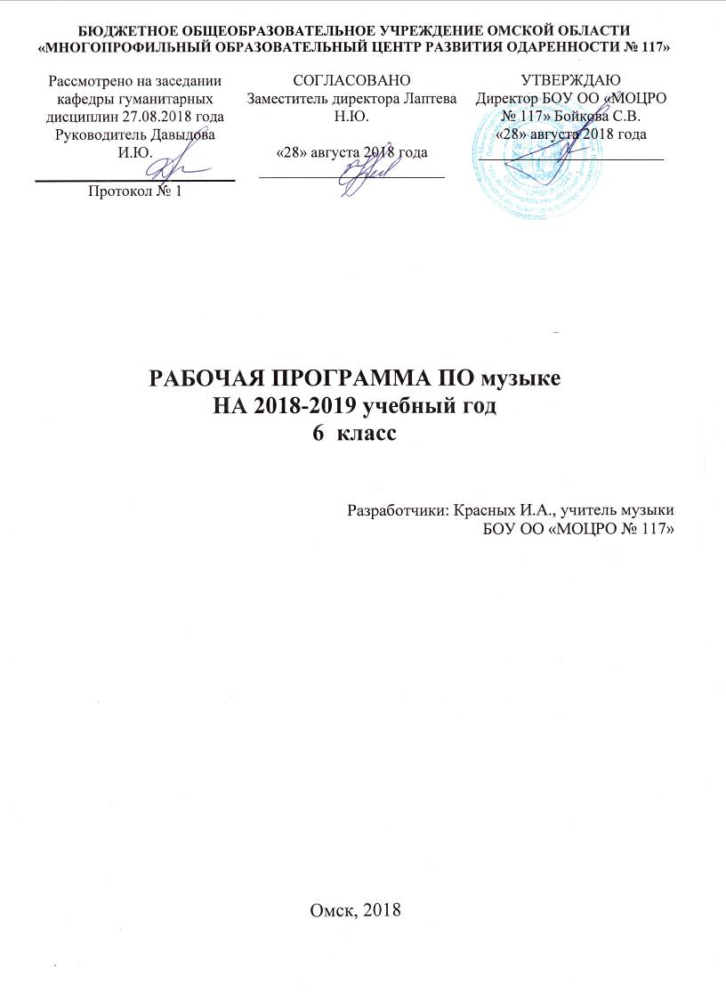 БЮДЖЕТНОЕ ОБЩЕОБРАЗОВАТЕЛЬНОЕ УЧРЕЖДЕНИЕ ОМСКОЙ ОБЛАСТИ
«МНОГОПРОФИЛЬНЫЙ ОБРАЗОВАТЕЛЬНЫЙ ЦЕНТР РАЗВИТИЯ ОДАРЕННОСТИ № 117»
Рассмотрено на заседании
кафедры гуманитарных
дисциплин 27.08.2018 года
Руководитель Давыдова
И.Ю.
Протокол № 1
СОГЛАСОВАНО
Заместитель директора Лаптева
Н.Ю.
«28» августа 2018 года
УТВЕРЖДАЮ
Директор БОУ ОО «МОЦРО
№ 117» Бойкова С.В.
«28» августа 2018 года
РАБОЧАЯ ПРОГРАММА ПО музыке
НА 2018-2019 учебный год
6 класс
Разработчики: Красных И.А., учитель музыки
БОУ ОО «МОЦРО № 117»
Омск, 2018